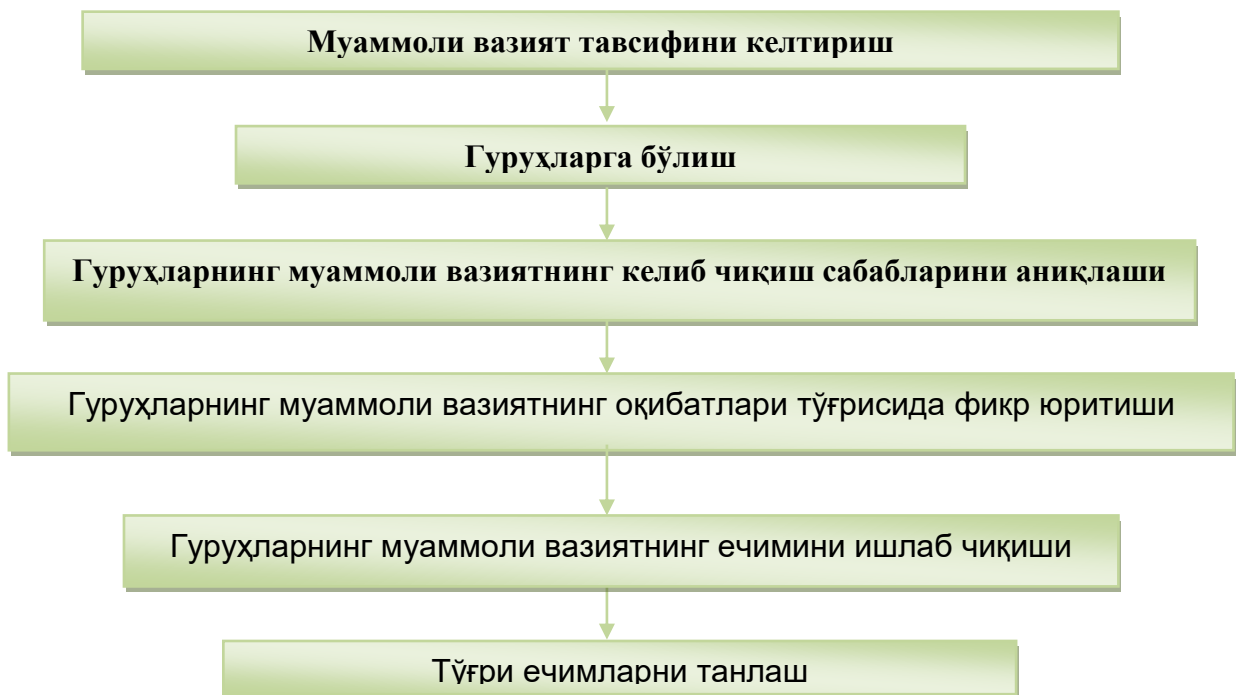 Муаммоли вазият тавсифини келтириш
Гуруҳларга бўлиш
Гуруҳларнинг муаммоли вазиятнинг келиб чиқиш сабабларини аниқлаши
Гуруҳларнинг муаммоли вазиятнинг оқибатлари тўғрисида фикр юритиши
Гуруҳларнинг муаммоли вазиятнинг ечимини ишлаб чиқиши
Тўғри ечимларни танлаш